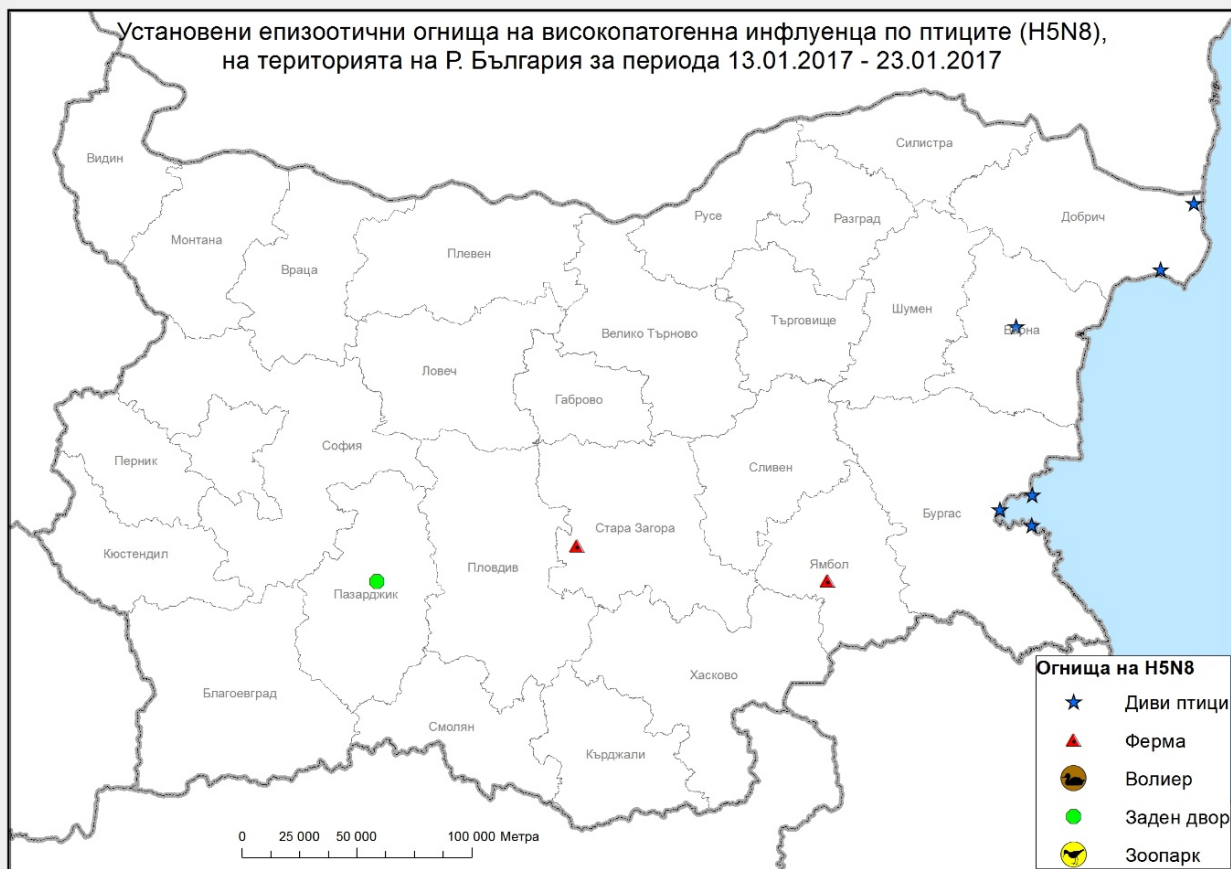 Установени епизоотични огнища на високопатогенна инфлуенца по птиците (H5N8),
на територията на Р. България за периода 13.01.2017 - 23.01.2017
Силистра
Видин
Русе
Разград
Добрич
Монтана
Плевен
Враца
Шумен
Търговище
Варна
Велико Търново
Ловеч
Габрово
София
Перник
Сливен
Бургас
Стара Загора
Кюстендил
Пловдив
Ямбол
Пазарджик
Хасково
Благоевград
Смолян
Кърджали
Огнища на H5N8
Диви птици
Ферма
Волиер
Заден двор
Зоопарк
0 25 000 50 000 100 000 Метра